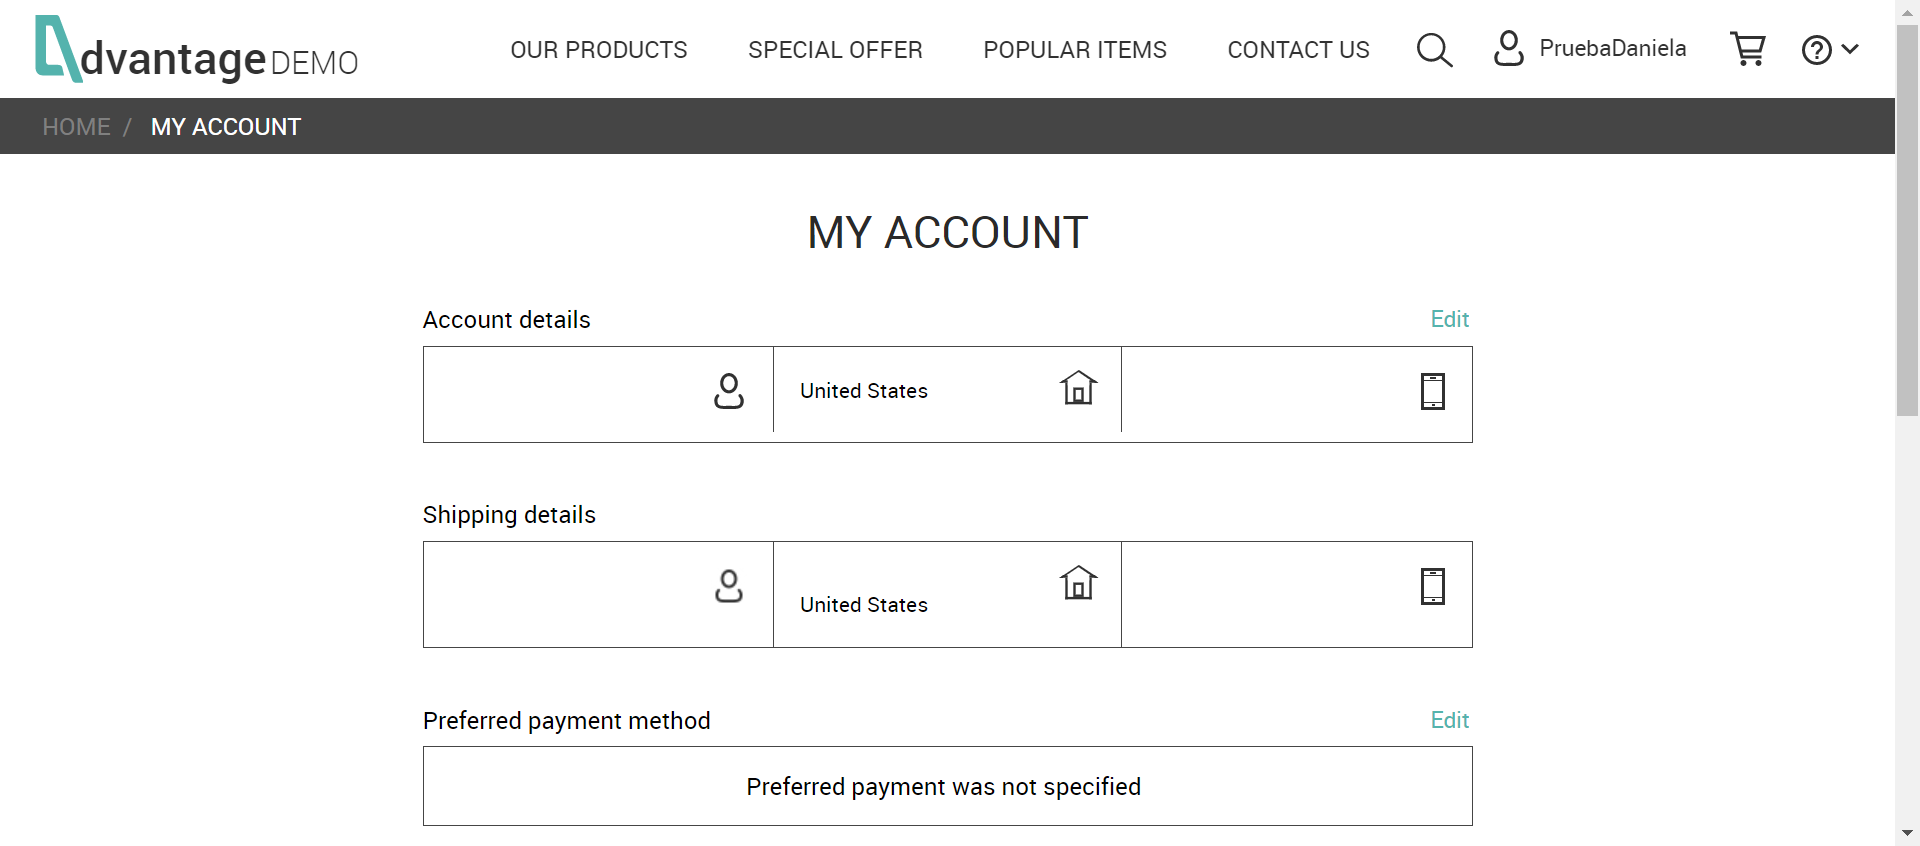 dvantage DEMO
OUR PRODUCTS
SPECIAL OFFER
POPULAR ITEMS
CONTACT US
PruebaDaniela
HOME / MY ACCOUNT
MY ACCOUNT
Account details
Edit
United States
Shipping details
United States
Preferred payment method
Edit
Preferred payment was not specified